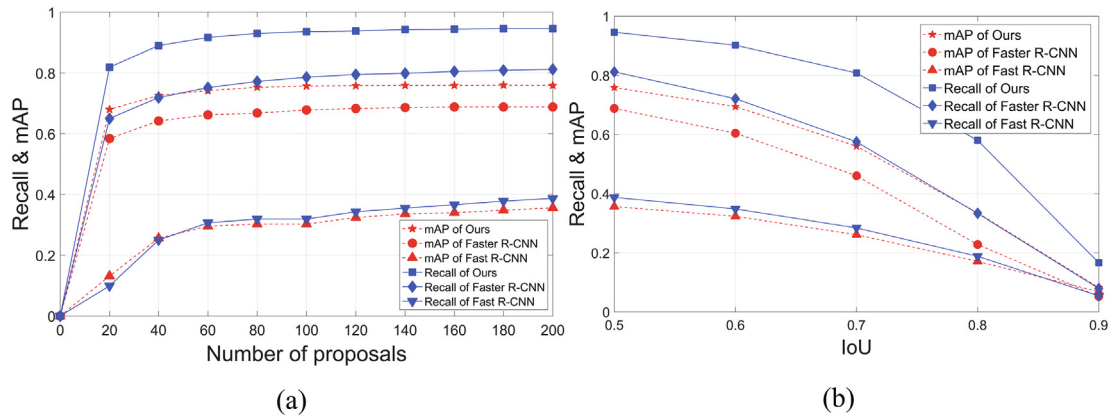 1
0.8
0.6
0.4
0.2
0
0 20 40 60 80 100 120 140 160 180 200
Recall & mAP
Number of proposals
mAP of Ours
mAP of Faster R-CNN
mAP of Fast R-CNN
Recall of Ours
Recall of Faster R-CNN
Recall of Fast R-CNN
(a)
1
0.8
0.6
0.4
0.2
0
0.5 0.6 0.7 0.8 0.9
Recall & mAP
IoU
mAP of Ours
mAP of Faster R-CNN
mAP of Fast R-CNN
Recall of Ours
Recall of Faster R-CNN
Recall of Fast R-CNN
(b)